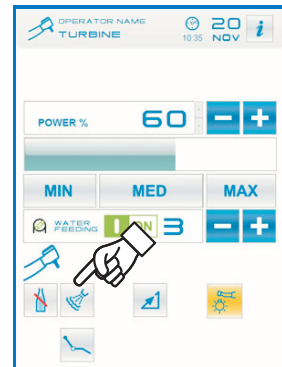 OPERATOR NAME
TURBINE
10:35
20
NOV
i
POWER %
60
MIN MED MAX
WATER FEEDING
I ON 3